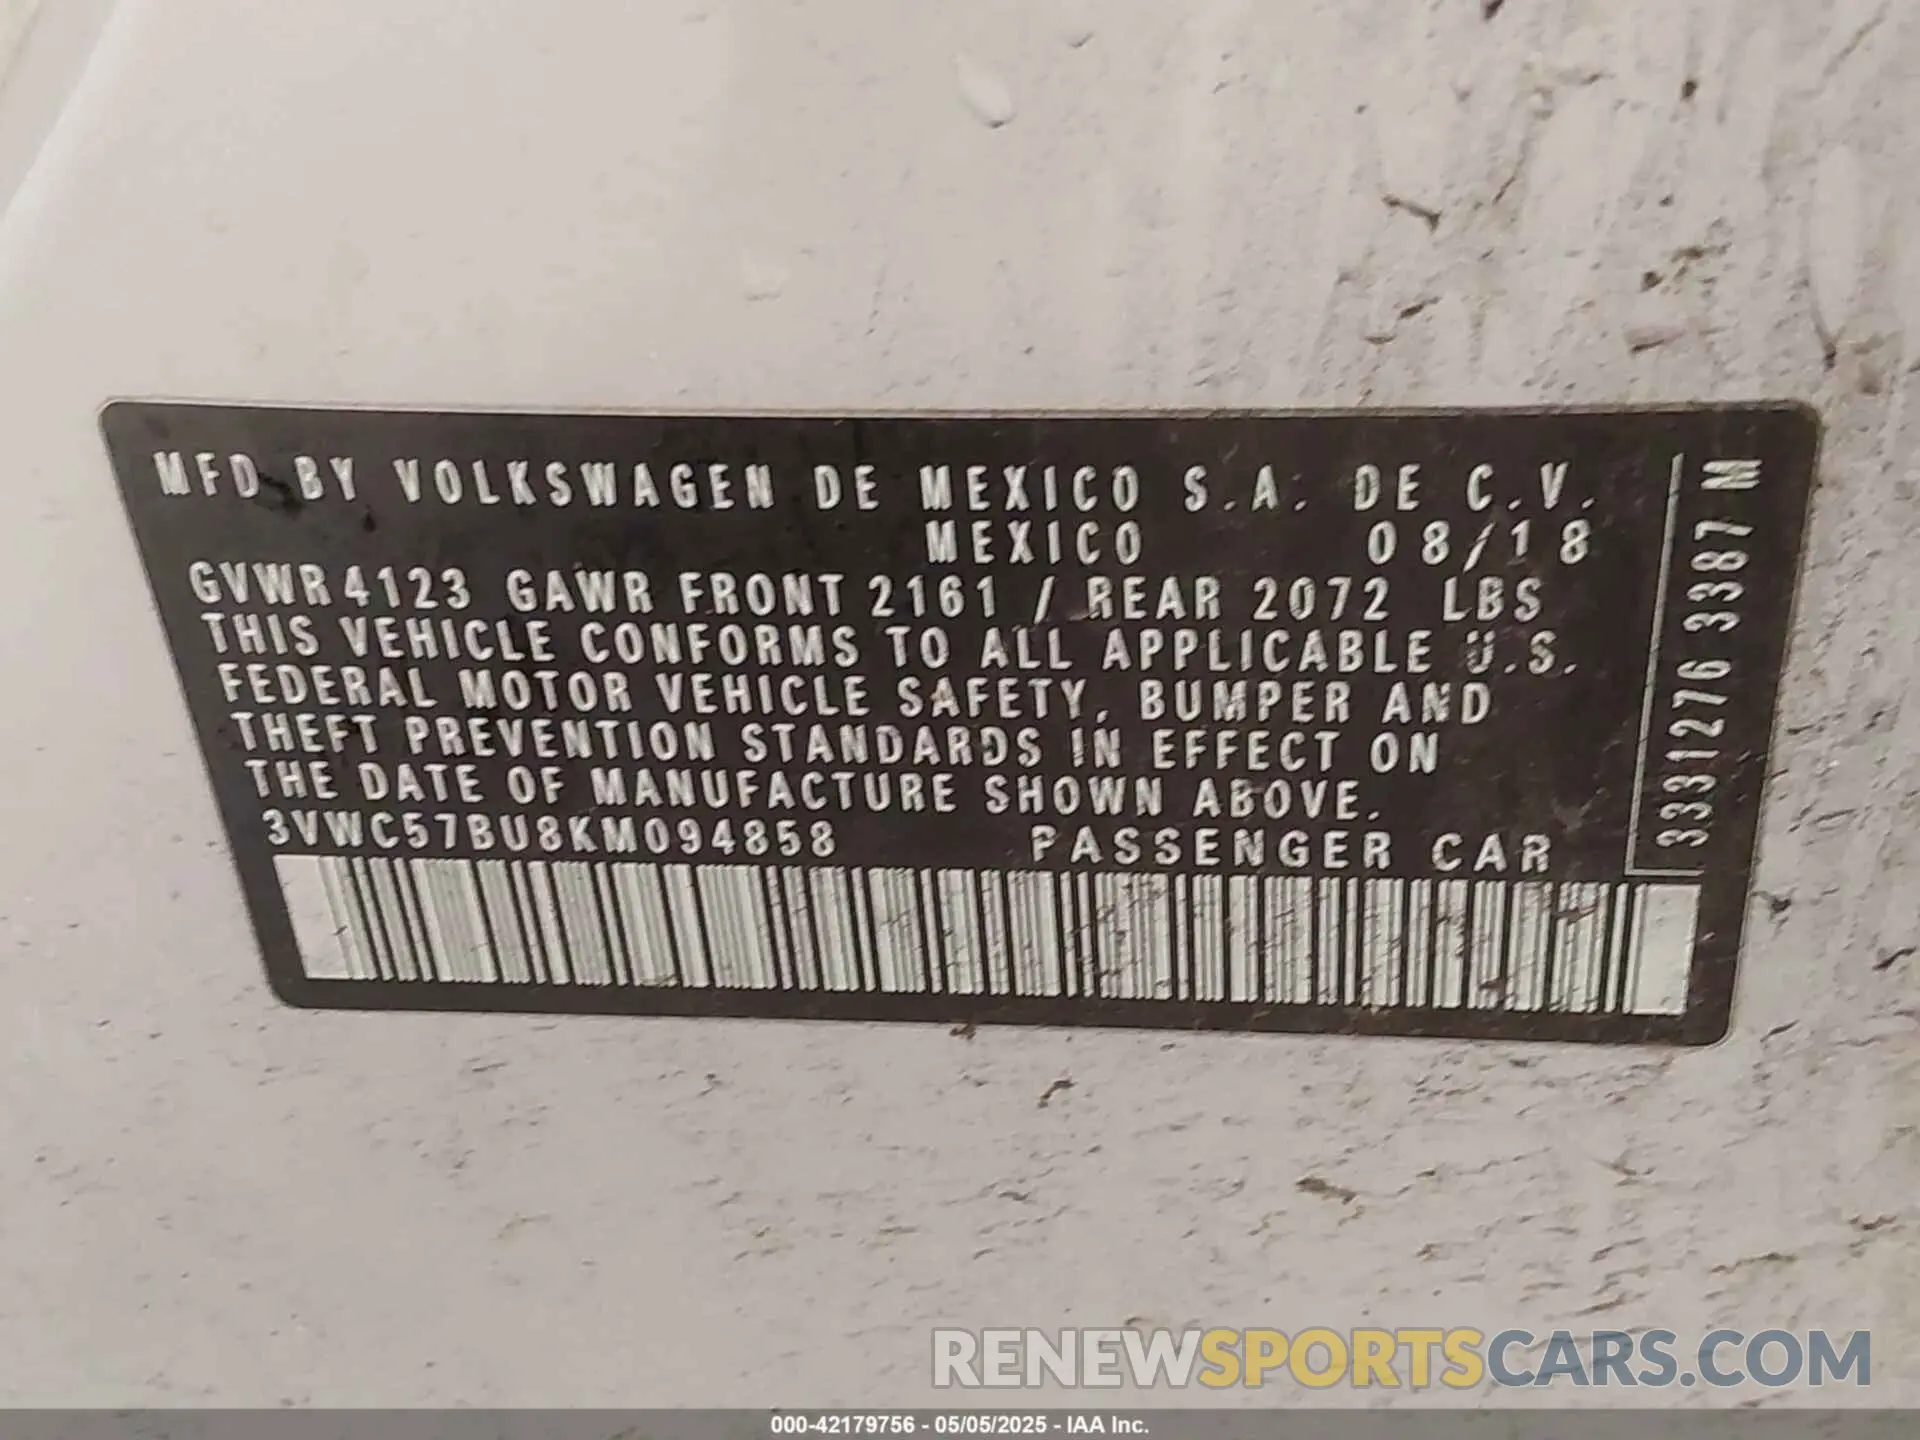 MFD BY VOLKSWAGEN DE MEXICO S.A. DE C.V.
MEXICO 08/18
GVWR 4123 GAWR FRONT 2161 / REAR 2072 LBS
THIS VEHICLE CONFORMS TO ALL APPLICABLE U.S.
FEDERAL MOTOR VEHICLE SAFETY, BUMPER AND
THEFT PREVENTION STANDARDS IN EFFECT ON
THE DATE OF MANUFACTURE SHOWN ABOVE.
3VWC57BU8KM094858 PASSENGER CAR
3331276 3387 M
RENEWSPORTSCARS.COM
000-42179756 - 05/05/2025 - IAA Inc.